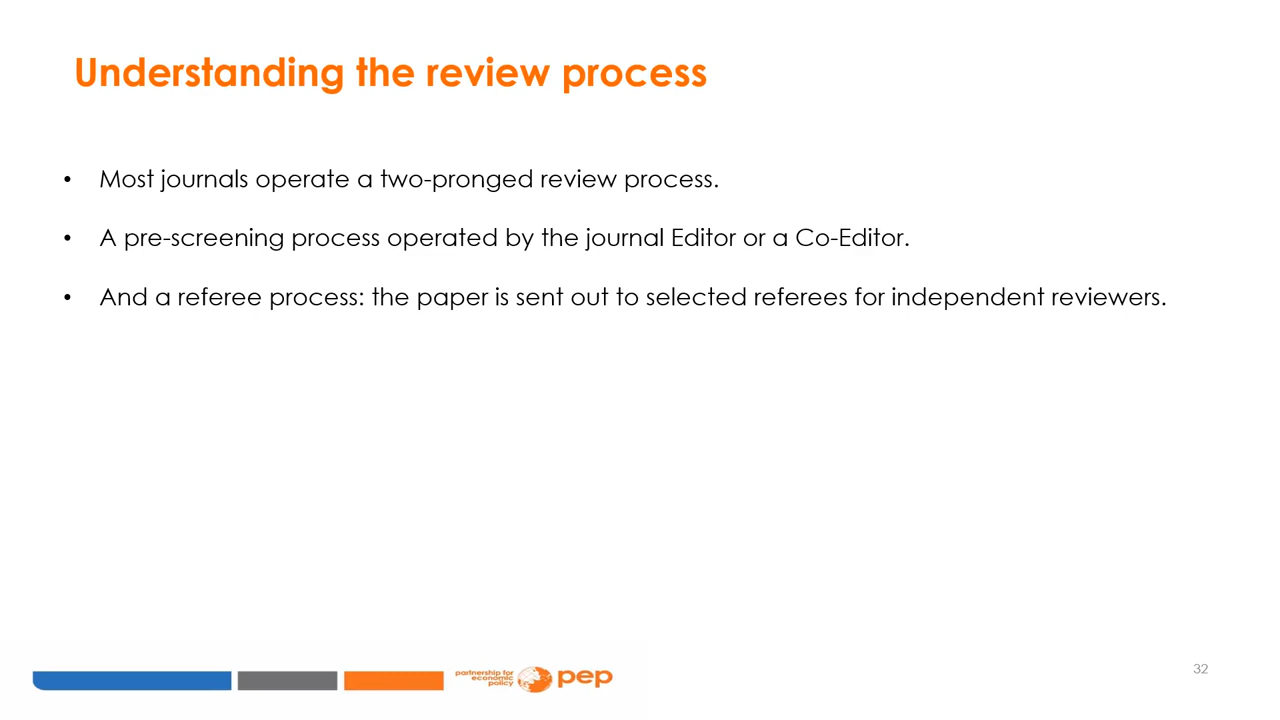 Understanding the review process
• Most journals operate a two-pronged review process.
• A pre-screening process operated by the journal Editor or a Co-Editor.
• And a referee process: the paper is sent out to selected referees for independent reviewers.
partnership for
economic
policy
pep
32